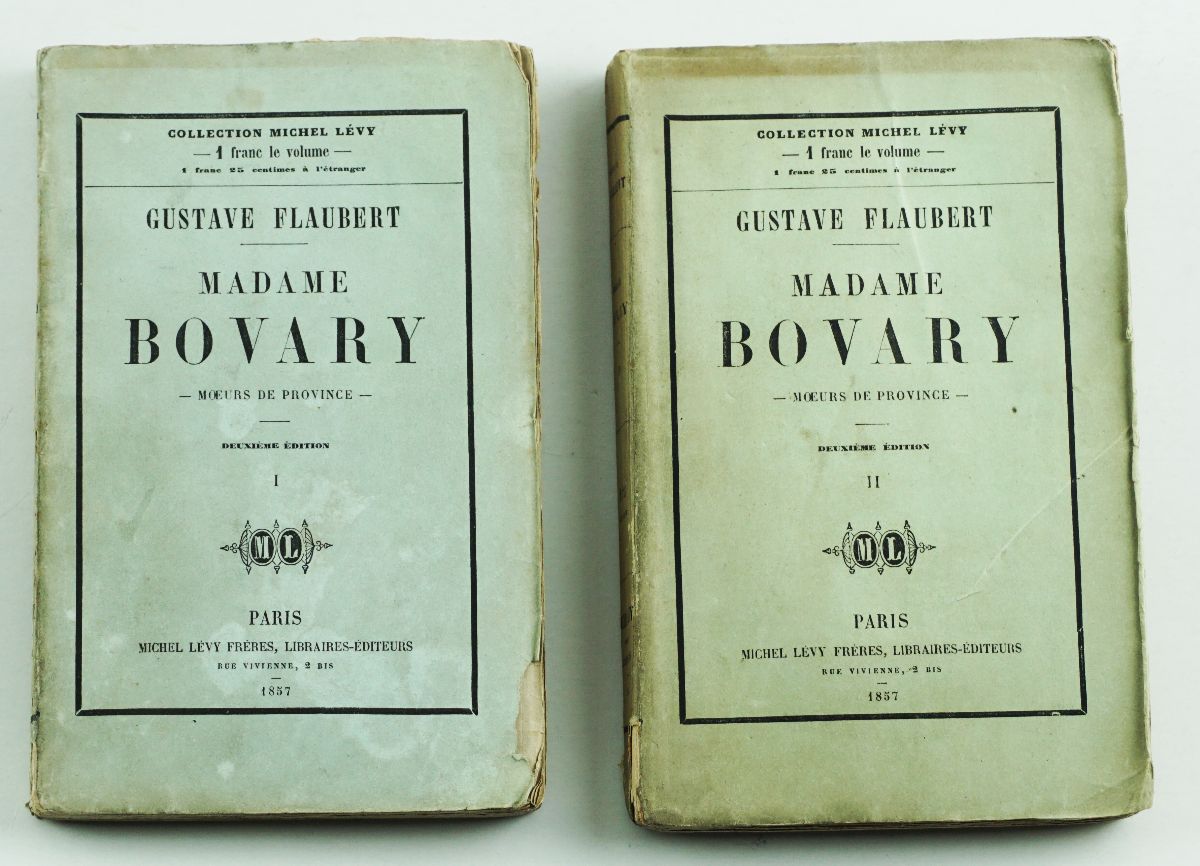 COLLECTION MICHEL LÉVY
— 1 franc le volume —
1 franc 25 centimes à l'étranger
GUSTAVE FLAUBERT
MADAME
BOVARY
— MŒURS DE PROVINCE —
DEUXIÈME ÉDITION
I
ML
PARIS
MICHEL LÉVY FRÈRES, LIBRAIRES-ÉDITEURS
RUE VIVIENNE, 2 BIS
1857
COLLECTION MICHEL LÉVY
— 1 franc le volume —
1 franc 25 centimes à l'étranger
GUSTAVE FLAUBERT
MADAME
BOVARY
— MŒURS DE PROVINCE —
DEUXIÈME ÉDITION
II
ML
PARIS
MICHEL LÉVY FRÈRES, LIBRAIRES-ÉDITEURS
RUE VIVIENNE, 2 BIS
1857